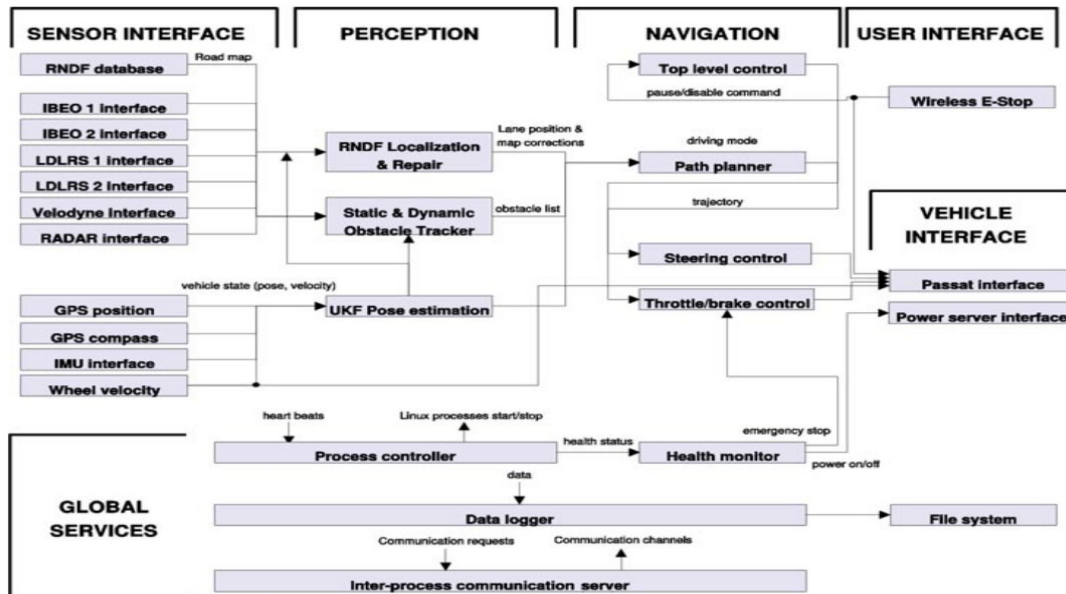 SENSOR INTERFACE
PERCEPTION
NAVIGATION
USER INTERFACE
RNDF database
Road map
Top level control
pause/disable command
IBEO 1 interface
Wireless E-Stop
IBEO 2 interface
LDLRS 1 interface
LDLRS 2 interface
Velodyne Interface
RADAR interface
RNDF Localization
& Repair
Lane position &
map corrections
driving mode
Path planner
Static & Dynamic
Obstacle Tracker
obstacle list
trajectory
VEHICLE
INTERFACE
Steering control
vehicle state (pose, velocity)
Passat interface
GPS position
UKF Pose estimation
Throttle/brake control
Power server interface
GPS compass
IMU interface
Wheel velocity
heart beats
Linux processes start/stop
emergency stop
health status
Process controller
Health monitor
power on/off
GLOBAL
SERVICES
data
Data logger
File system
Communication requests
Communication channels
Inter-process communication server